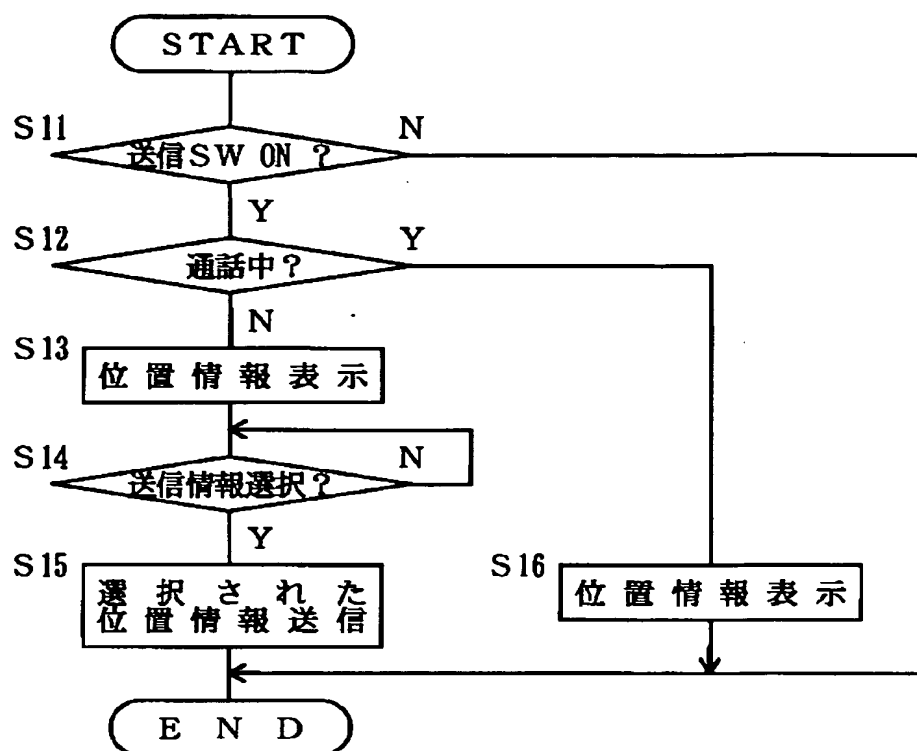 START
S11
N
送信SW ON ?
Y
S12
Y
通話中?
N
S13
位置情報表示
S14
N
送信情報選択?
Y
S15
選択された
位置情報送信
S16
位置情報表示
END